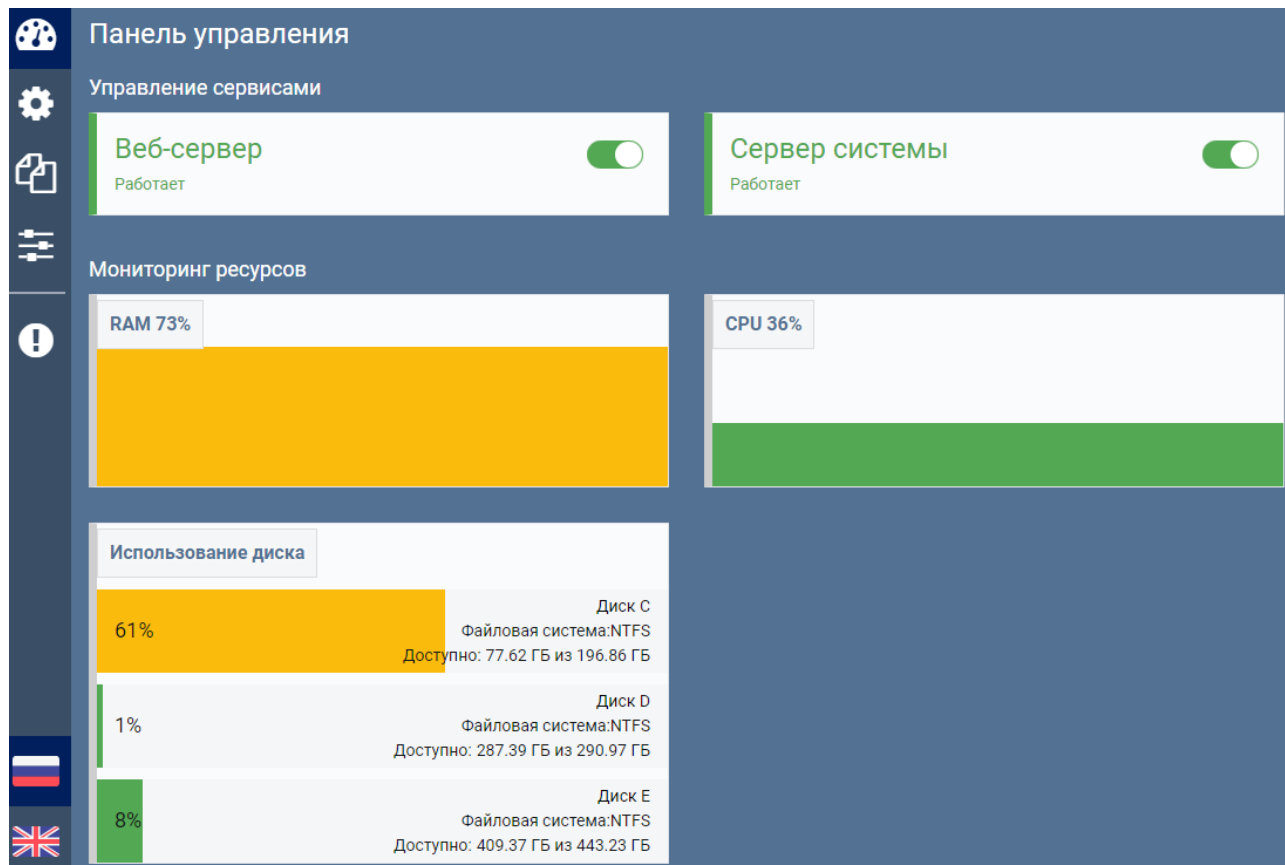 Панель управления
Управление сервисами
Веб-сервер
Работает
Сервер системы
Работает
Мониторинг ресурсов
RAM 73%
CPU 36%
Использование диска
61%
Диск C
Файловая система:NTFS
Доступно: 77.62 ГБ из 196.86 ГБ
1%
Диск D
Файловая система:NTFS
Доступно: 287.39 ГБ из 290.97 ГБ
8%
Диск E
Файловая система:NTFS
Доступно: 409.37 ГБ из 443.23 ГБ